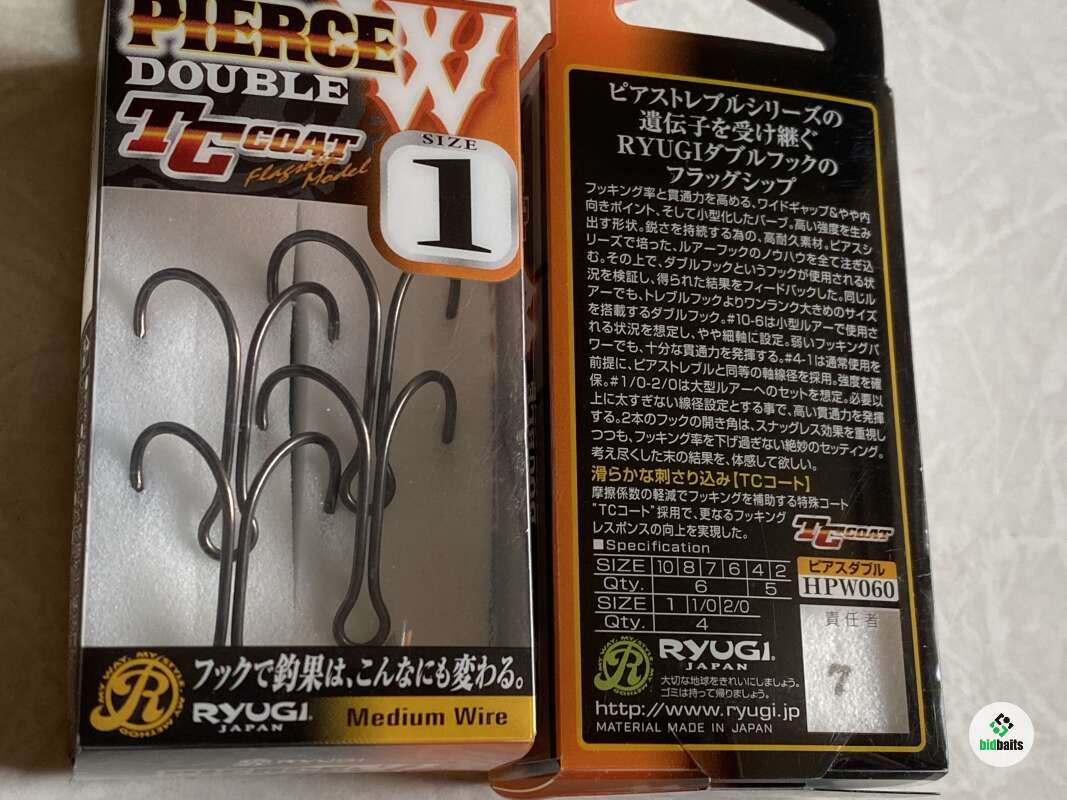 PIERCE
DOUBLE W
TC COAT
Flagship Model
SIZE
1
フックで釣果は、こんなにも変わる。
R
MY WAY, MY STYLE, MY METHOD
RYUGI
JAPAN
Medium Wire
RYUGI
ピアストレブルシリーズの
遺伝子を受け継ぐ
RYUGIダブルフックの
フラッグシップ
フッキング率と貫通力を高める、ワイドギャップ&やや内
向きポイント、そして小型化したバーブ。高い強度を生み
出す形状。鋭さを持続する為の、高耐久素材。ピアスシ
リーズで培った、ルアーフックのノウハウを全て注ぎ込
む。その上で、ダブルフックというフックが使用される状
況を検証し、得られた結果をフィードバックした。同じル
アーでも、トレブルフックよりワンランク大きめのサイズ
を搭載するダブルフック。#10-6は小型ルアーで使用さ
れる状況を想定し、やや細軸に設定。弱いフッキングパ
ワーでも、十分な貫通力を発揮する。#4-1は通常使用を
前提に、ピアストレブルと同等の軸線径を採用。強度を確
保。#1/0-2/0は大型ルアーへのセットを想定。必要以
上に太すぎない線径設定とする事で、高い貫通力を発揮
する。2本のフックの開き角は、スナッグレス効果を重視し
つつも、フッキング率を下げ過ぎない絶妙のセッティング。
考え尽くした末の結果を、体感して欲しい。
滑らかな刺さり込み【TCコート】
摩擦係数の軽減でフッキングを補助する特殊コート
"TCコート"採用で、更なるフッキング
レスポンスの向上を実現した。
TC COAT
■Specification
SIZE 10 8 7 6 4 2
Qty. 6 5
SIZE 1 1/0 2/0
Qty. 4
ピアスダブル
HPW060
責任者
7
R
RYUGI
JAPAN
大切な地球をきれいにしましょう。
ゴミは持って帰りましょう。
http://www.ryugi.jp
MATERIAL MADE IN JAPAN
bidbaits